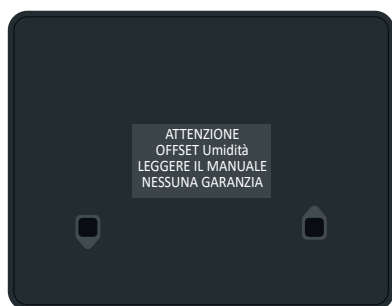 ATTENZIONE
OFFSET Umidità
LEGGERE IL MANUALE
NESSUNA GARANZIA